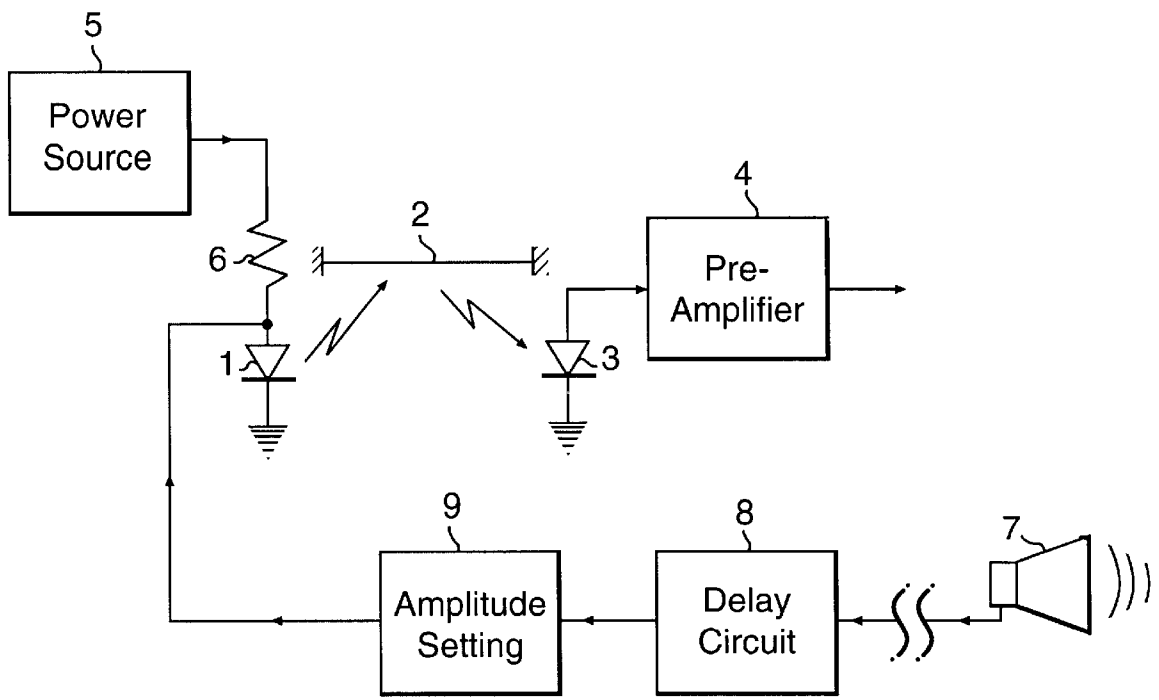 5
Power
Source
6
2
4
Pre-
Amplifier
1
3
9
Amplitude
Setting
8
Delay
Circuit
7